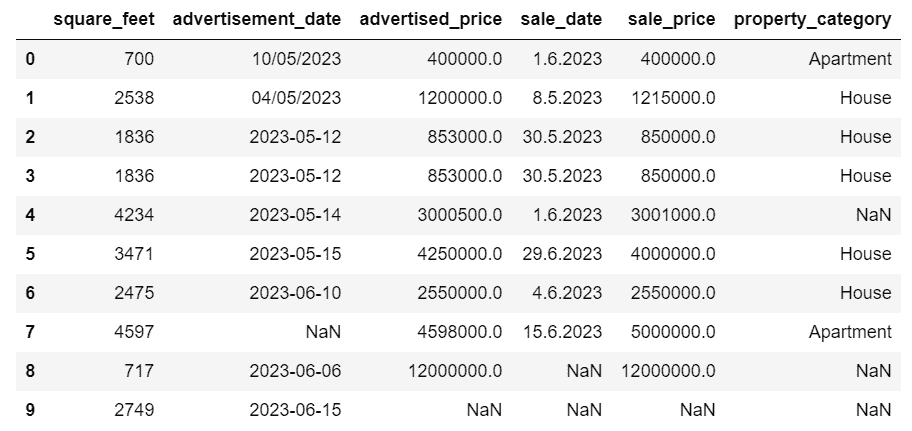 square_feet advertisement_date advertised_price sale_date sale_price property_category
0 700 10/05/2023 400000.0 1.6.2023 400000.0 Apartment
1 2538 04/05/2023 1200000.0 8.5.2023 1215000.0 House
2 1836 2023-05-12 853000.0 30.5.2023 850000.0 House
3 1836 2023-05-12 853000.0 30.5.2023 850000.0 House
4 4234 2023-05-14 3000500.0 1.6.2023 3001000.0 NaN
5 3471 2023-05-15 4250000.0 29.6.2023 4000000.0 House
6 2475 2023-06-10 2550000.0 4.6.2023 2550000.0 House
7 4597 NaN 4598000.0 15.6.2023 5000000.0 Apartment
8 717 2023-06-06 12000000.0 NaN 12000000.0 NaN
9 2749 2023-06-15 NaN NaN NaN NaN